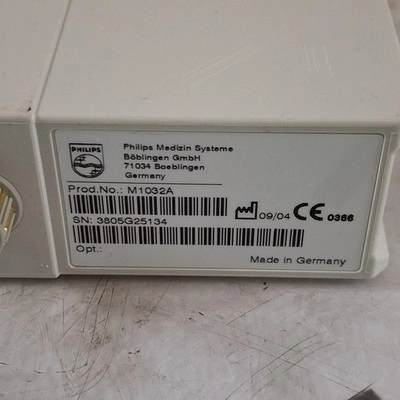 PHILIPS
Philips Medizin Systeme
Böblingen GmbH
71034 Boeblingen
Germany
Prod.No.: M1032A
09/04 CE 0366
SN: 3805G25134
Opt.:
Made in Germany